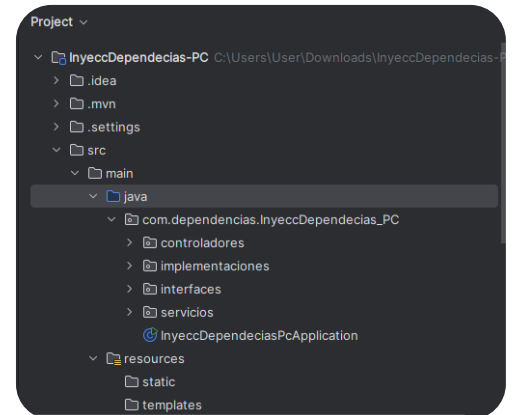 Project
InyeccDependecias-PC C:\Users\User\Downloads\InyeccDependecias-P
.idea
.mvn
.settings
src
main
java
com.dependencias.InyeccDependecias_PC
controladores
implementaciones
interfaces
servicios
InyeccDependeciasPcApplication
resources
static
templates